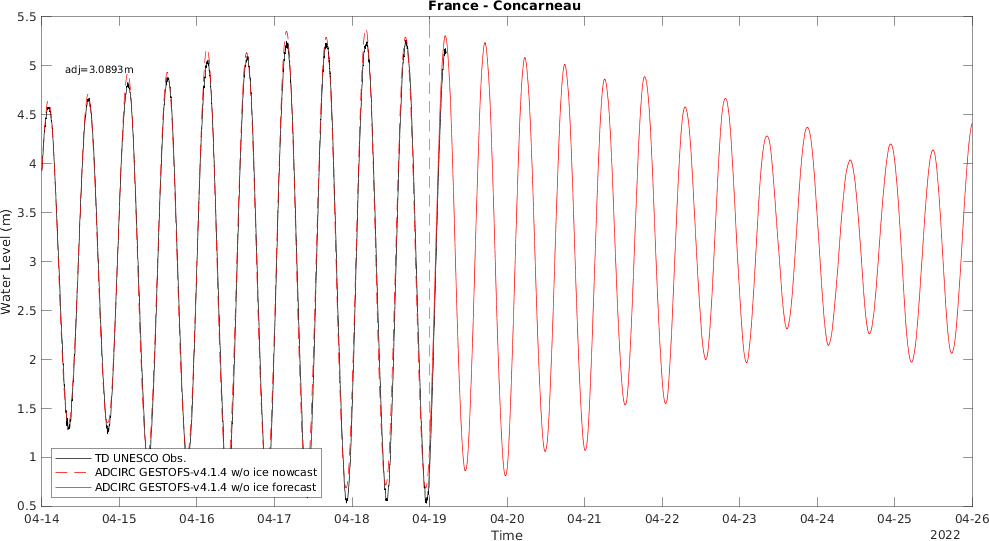 France - Concarneau
5.5
5
4.5
4
3.5
3
2.5
2
1.5
1
0.5
Water Level (m)
adj=3.0893m
TD UNESCO Obs.
ADCIRC GESTOFS-v4.1.4 w/o ice nowcast
ADCIRC GESTOFS-v4.1.4 w/o ice forecast
04-14 04-15 04-16 04-17 04-18 04-19 04-20 04-21 04-22 04-23 04-24 04-25 04-26
Time
2022